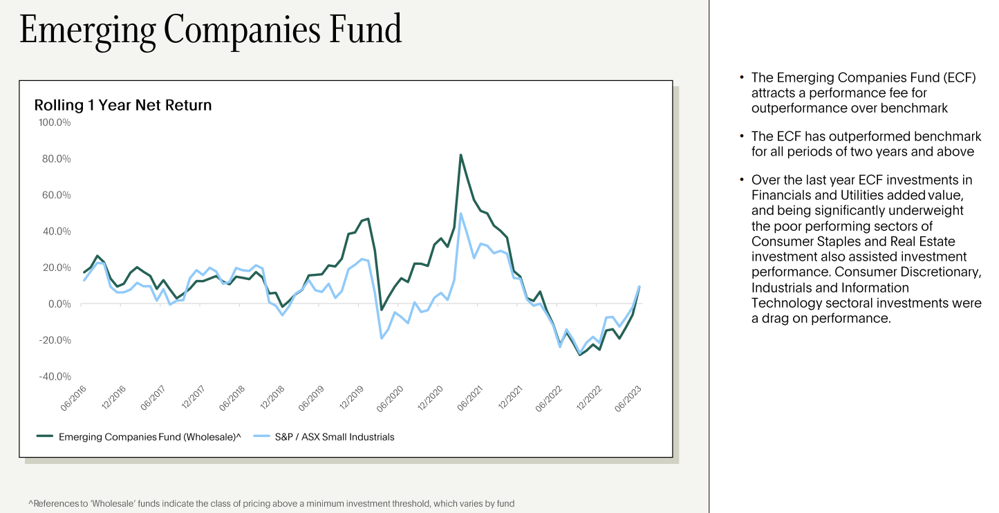 Emerging Companies Fund
Rolling 1 Year Net Return
100.0%
80.0%
60.0%
40.0%
20.0%
0.0%
-20.0%
-40.0%
06/2016
12/2016
06/2017
12/2017
06/2018
12/2018
06/2019
12/2019
06/2020
12/2020
06/2021
12/2021
06/2022
12/2022
06/2023
Emerging Companies Fund (Wholesale)^
S&P / ASX Small Industrials
^References to ‘Wholesale’ funds indicate the class of pricing above a minimum investment threshold, which varies by fund
• The Emerging Companies Fund (ECF)
attracts a performance fee for
outperformance over benchmark
• The ECF has outperformed benchmark
for all periods of two years and above
• Over the last year ECF investments in
Financials and Utilities added value,
and being significantly underweight
the poor performing sectors of
Consumer Staples and Real Estate
investment also assisted investment
performance. Consumer Discretionary,
Industrials and Information
Technology sectoral investments were
a drag on performance.